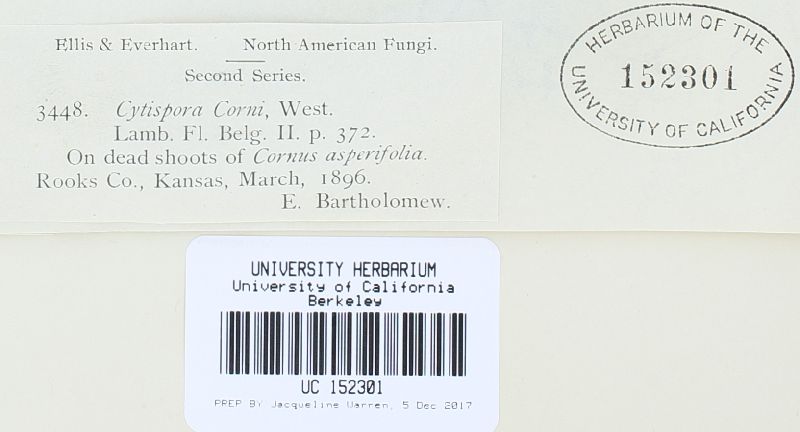 Ellis & Everhart. North American Fungi.
Second Series.
3448. Cytispora Corni, West.
Lamb. Fl. Belg. II. p. 372.
On dead shoots of Cornus asperifolia.
Rooks Co., Kansas, March, 1896.
E. Bartholomew.
HERBARIUM OF THE
152301
UNIVERSITY OF CALIFORNIA
UNIVERSITY HERBARIUM
University of California
Berkeley
UC 152301
PREP BY Jacqueline Warren, 5 Dec 2017